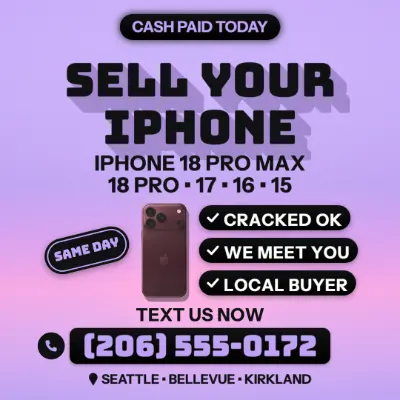 CASH PAID TODAY
SELL YOUR
IPHONE
IPHONE 18 PRO MAX
18 PRO ▪ 17 ▪ 16 ▪ 15
SAME DAY
✓ CRACKED OK
✓ WE MEET YOU
✓ LOCAL BUYER
TEXT US NOW
(206) 555-0172
SEATTLE ▪ BELLEVUE ▪ KIRKLAND